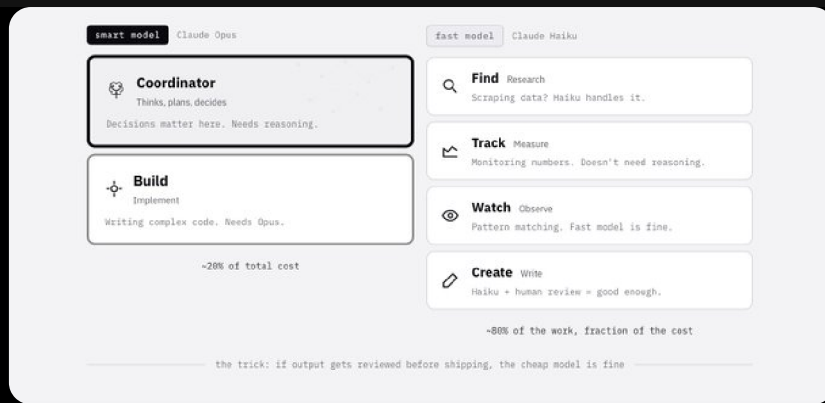 smart model Claude Opus
Coordinator
Thinks, plans, decides
Decisions matter here. Needs reasoning.
Build
Implement
Writing complex code. Needs Opus.
~20% of total cost
fast model Claude Haiku
Find Research
Scraping data? Haiku handles it.
Track Measure
Monitoring numbers. Doesn't need reasoning.
Watch Observe
Pattern matching. Fast model is fine.
Create Write
Haiku + human review = good enough.
~80% of the work, fraction of the cost
the trick: if output gets reviewed before shipping, the cheap model is fine